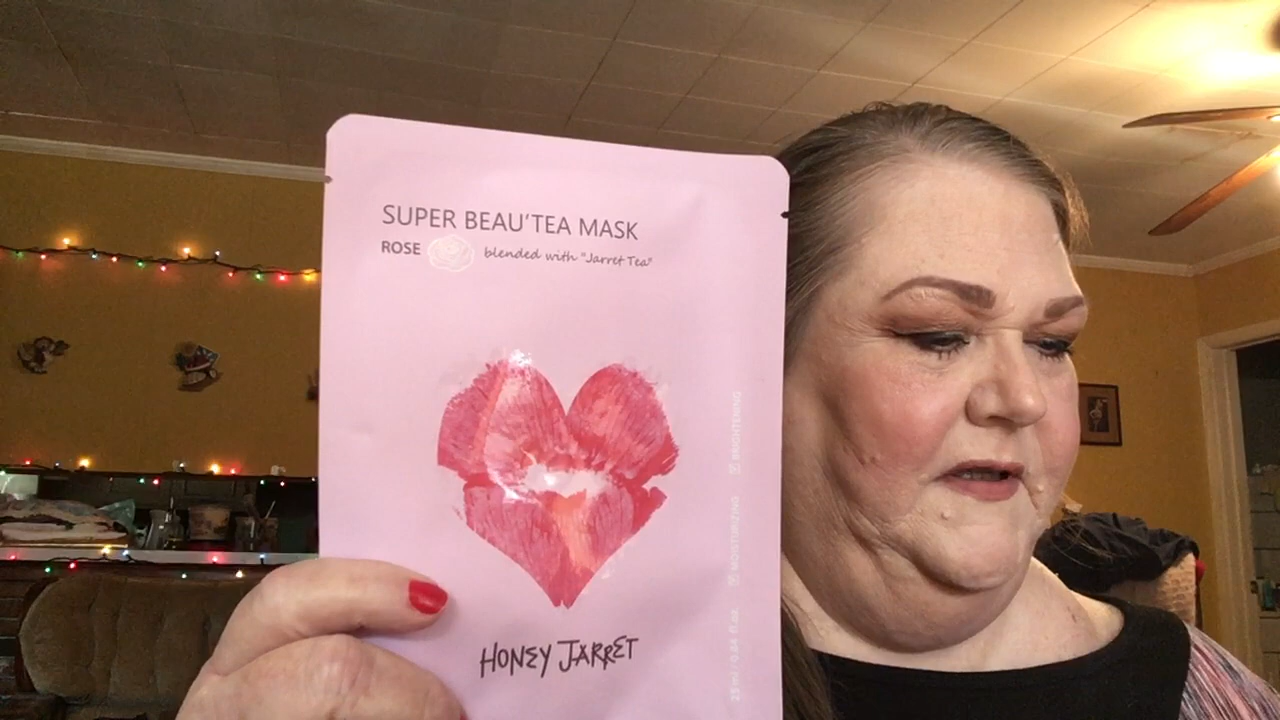 SUPER BEAU'TEA MASK
ROSE blended with "Jarret Tea"
HONEY JARRET
BRIGHTENING
MOISTURIZING